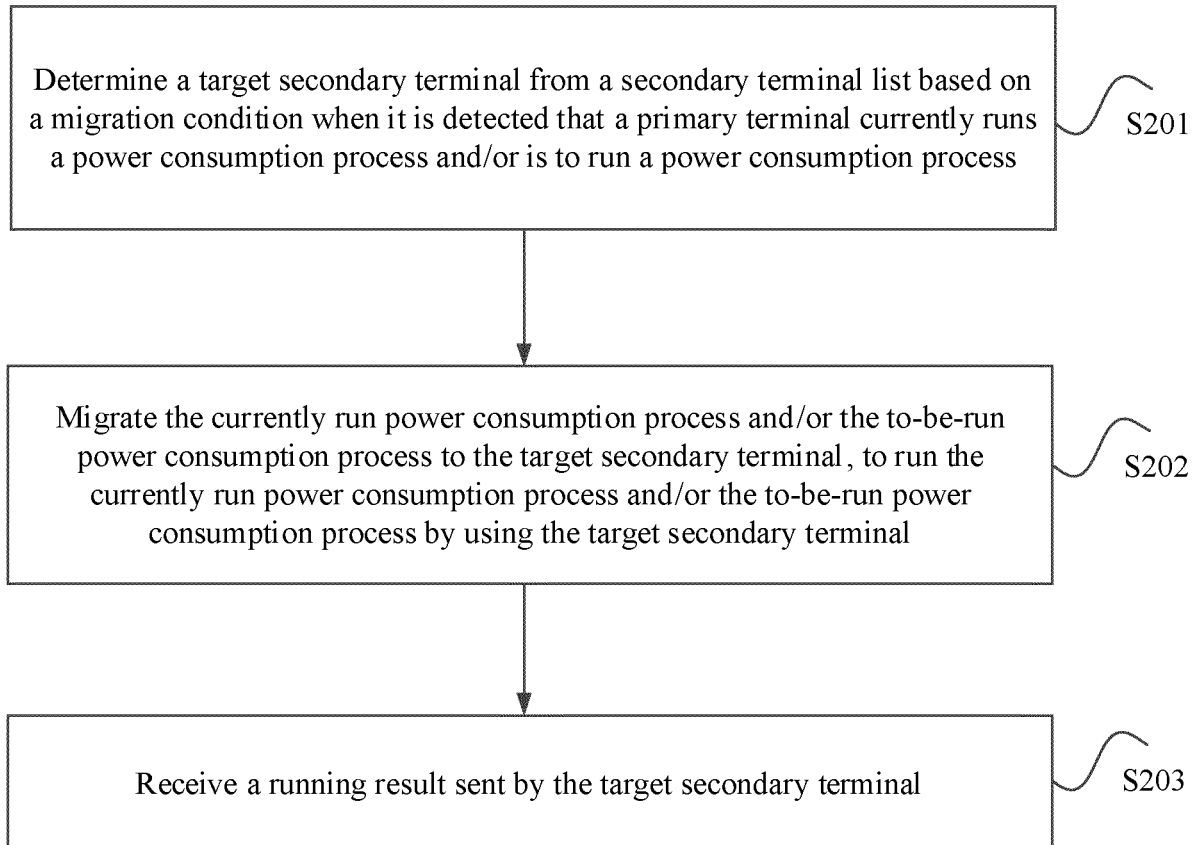 Determine a target secondary terminal from a secondary terminal list based on
a migration condition when it is detected that a primary terminal currently runs
a power consumption process and/or is to run a power consumption process
S201
Migrate the currently run power consumption process and/or the to-be-run
power consumption process to the target secondary terminal, to run the
currently run power consumption process and/or the to-be-run power
consumption process by using the target secondary terminal
S202
Receive a running result sent by the target secondary terminal
S203